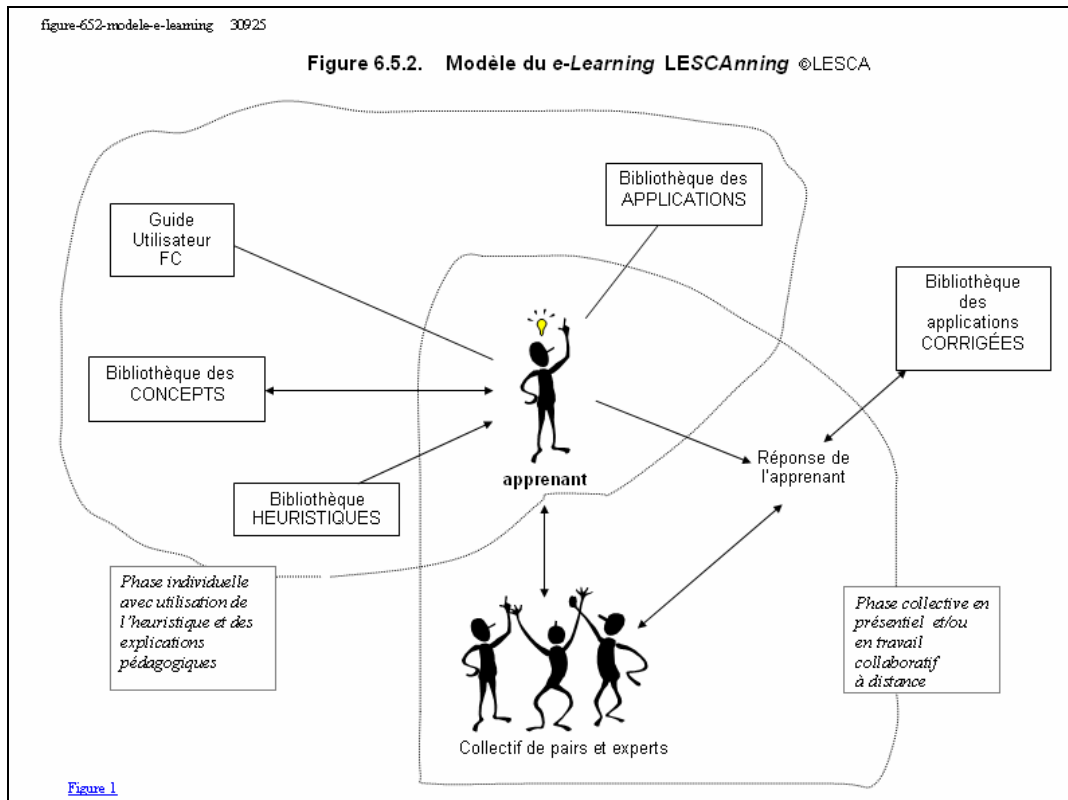 figure-652-modele-e-learning 30925
Figure 6.5.2. Modèle du e-Learning LESCAnning ©LESCA
Bibliothèque des
APPLICATIONS
Guide
Utilisateur
FC
Bibliothèque
des
applications
CORRIGÉES
Bibliothèque des
CONCEPTS
apprenant
Réponse de
l'apprenant
Bibliothèque
HEURISTIQUES
Phase individuelle
avec utilisation de
l'heuristique et des
explications
pédagogiques
Phase collective en
présentiel et/ou
en travail
collaboratif
à distance
Collectif de pairs et experts
Figure 1